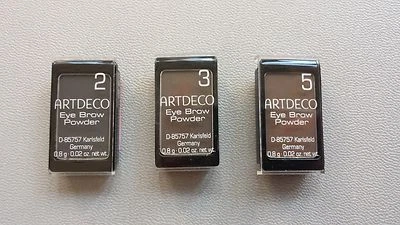 2
ARTDECO
Eye Brow
Powder
D-85757 Karlsfeld
Germany
0,8 g · 0.02 oz. net wt.
3
ARTDECO
Eye Brow
Powder
D-85757 Karlsfeld
Germany
0,8 g · 0.02 oz. net wt.
5
ARTDECO
Eye Brow
Powder
D-85757 Karlsfeld
Germany
0,8 g · 0.02 oz. net wt.